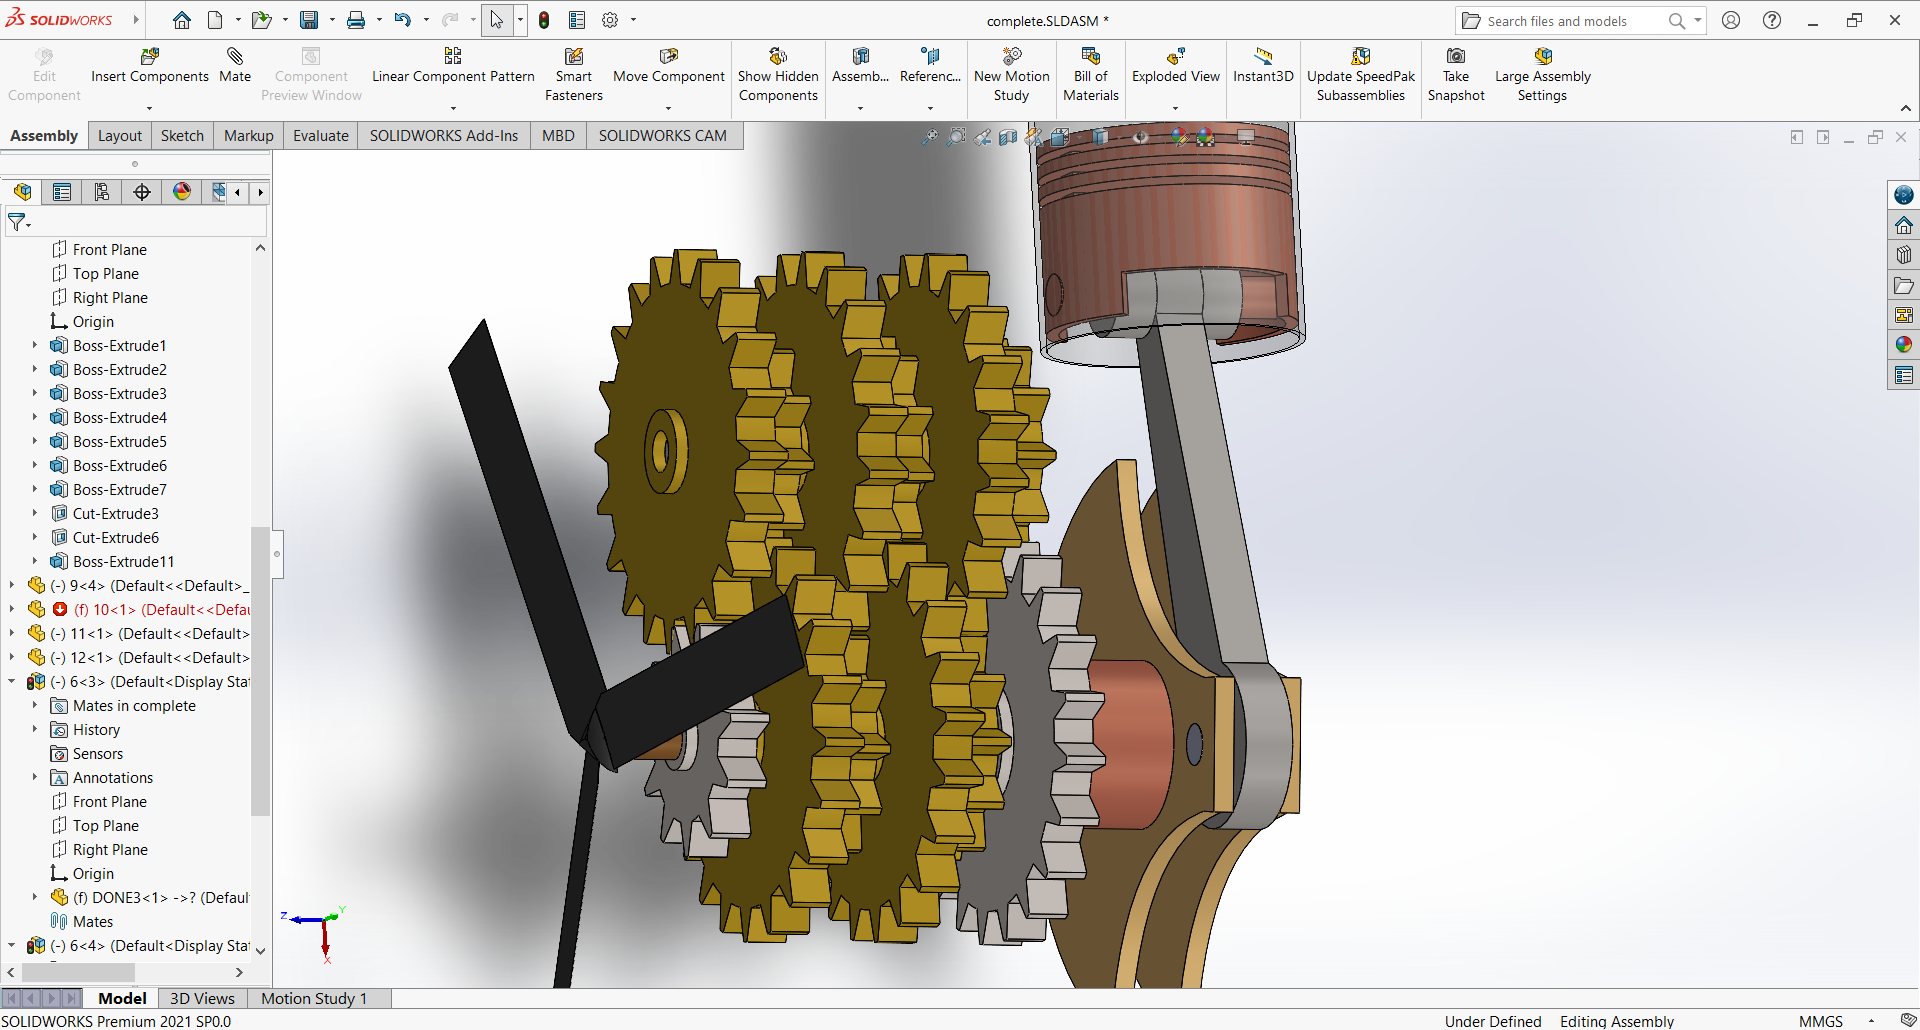 SOLIDWORKS
complete.SLDASM *
Search files and models
Edit Component
Insert Components
Mate
Component Preview Window
Linear Component Pattern
Smart Fasteners
Move Component
Show Hidden Components
Assemb...
Referenc...
New Motion Study
Bill of Materials
Exploded View
Instant3D
Update SpeedPak Subassemblies
Take Snapshot
Large Assembly Settings
Assembly
Layout
Sketch
Markup
Evaluate
SOLIDWORKS Add-Ins
MBD
SOLIDWORKS CAM
Front Plane
Top Plane
Right Plane
Origin
Boss-Extrude1
Boss-Extrude2
Boss-Extrude3
Boss-Extrude4
Boss-Extrude5
Boss-Extrude6
Boss-Extrude7
Cut-Extrude3
Cut-Extrude6
Boss-Extrude11
(-) 9<4> (Default<<Default>_
(f) 10<1> (Default<<Defau
(-) 11<1> (Default<<Default>
(-) 12<1> (Default<<Default>
(-) 6<3> (Default<Display Stat
Mates in complete
History
Sensors
Annotations
Front Plane
Top Plane
Right Plane
Origin
(f) DONE3<1> ->? (Defaul
Mates
(-) 6<4> (Default<Display Stat
Z
Y
X
Model
3D Views
Motion Study 1
SOLIDWORKS Premium 2021 SP0.0
Under Defined
Editing Assembly
MMGS